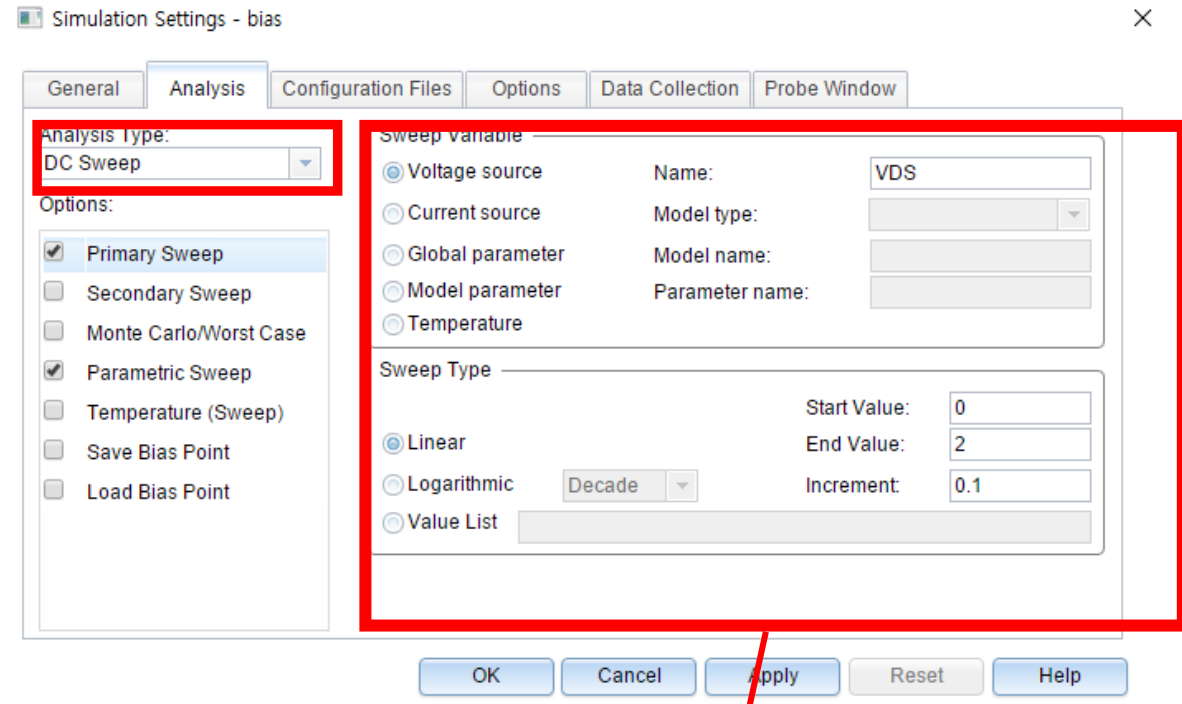 Simulation Settings - bias
General Analysis Configuration Files Options Data Collection Probe Window
Analysis Type:
DC Sweep
Options:
Primary Sweep
Secondary Sweep
Monte Carlo/Worst Case
Parametric Sweep
Temperature (Sweep)
Save Bias Point
Load Bias Point
Sweep Variable
Voltage source Name: VDS
Current source Model type:
Global parameter Model name:
Model parameter Parameter name:
Temperature
Sweep Type
Start Value: 0
Linear End Value: 2
Logarithmic Decade Increment: 0.1
Value List
OK Cancel Apply Reset Help